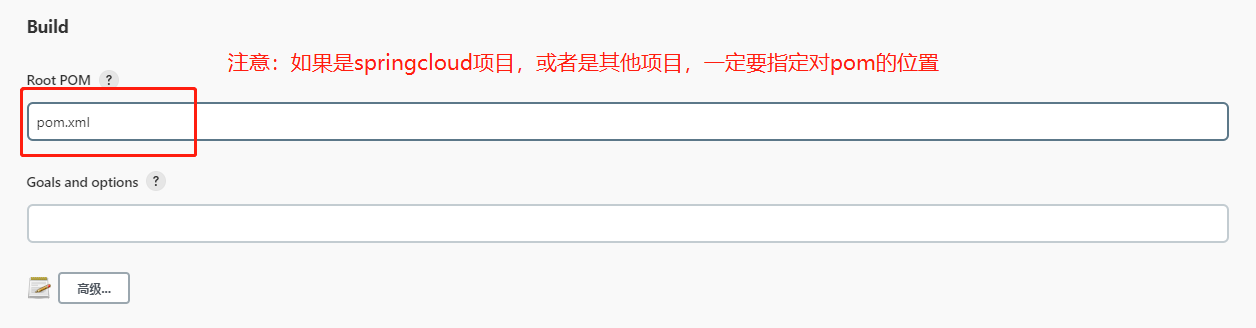 Build
注意：如果是springcloud项目，或者是其他项目，一定要指定对pom的位置
Root POM ?
pom.xml
Goals and options ?
高级...